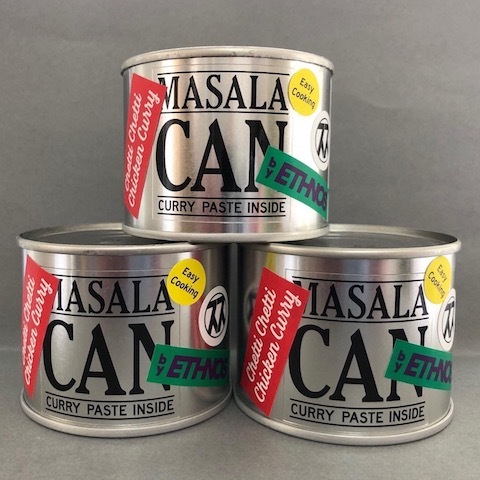 MASALA
CAN
CURRY PASTE INSIDE
Chetti Chetti
Chicken Curry
Easy
Cooking
by ETHNOS
MASALA
CAN
CURRY PASTE INSIDE
Chetti Chetti
Chicken Curry
Easy
Cooking
by ETHNOS
MASALA
CAN
CURRY PASTE INSIDE
Chetti Chetti
Chicken Curry
Easy
Cooking
by ETHNOS